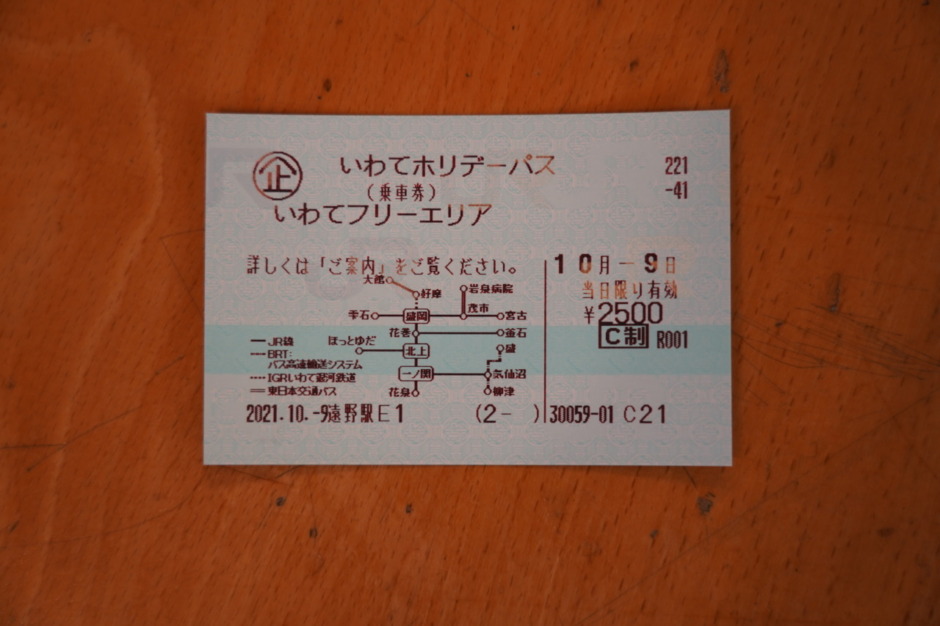 企 いわてホリデーパス 221
(乗車券) -41
いわてフリーエリア
詳しくは「ご案内」をご覧ください。 10月-9日
大館 当日限り有効
好摩 岩泉病院
雫石 盛岡 茂市 宮古 ¥2500
花巻 釜石 C制 R001
JR線 ほっとゆだ 北上 盛
BRT:
バス高速輸送システム 一ノ関 気仙沼
IGRいわて銀河鉄道
東日本交通バス 花泉 柳津
2021.10.-9遠野駅E1 (2- ) 30059-01 C21